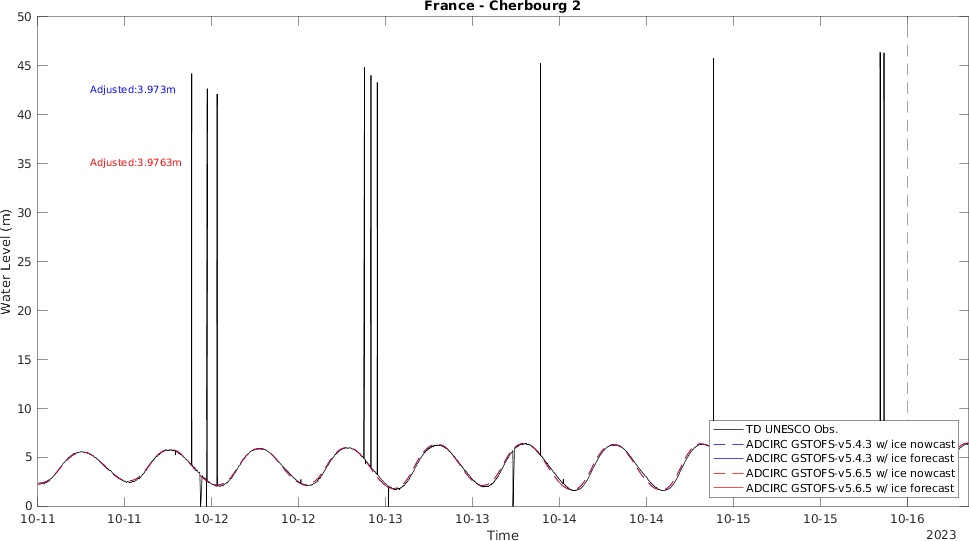 France - Cherbourg 2
50
45
40
35
30
25
20
15
10
5
0
Water Level (m)
Adjusted:3.973m
Adjusted:3.9763m
TD UNESCO Obs.
ADCIRC GSTOFS-v5.4.3 w/ ice nowcast
ADCIRC GSTOFS-v5.4.3 w/ ice forecast
ADCIRC GSTOFS-v5.6.5 w/ ice nowcast
ADCIRC GSTOFS-v5.6.5 w/ ice forecast
10-11 10-11 10-12 10-12 10-13 10-13 10-14 10-14 10-15 10-15 10-16
Time
2023